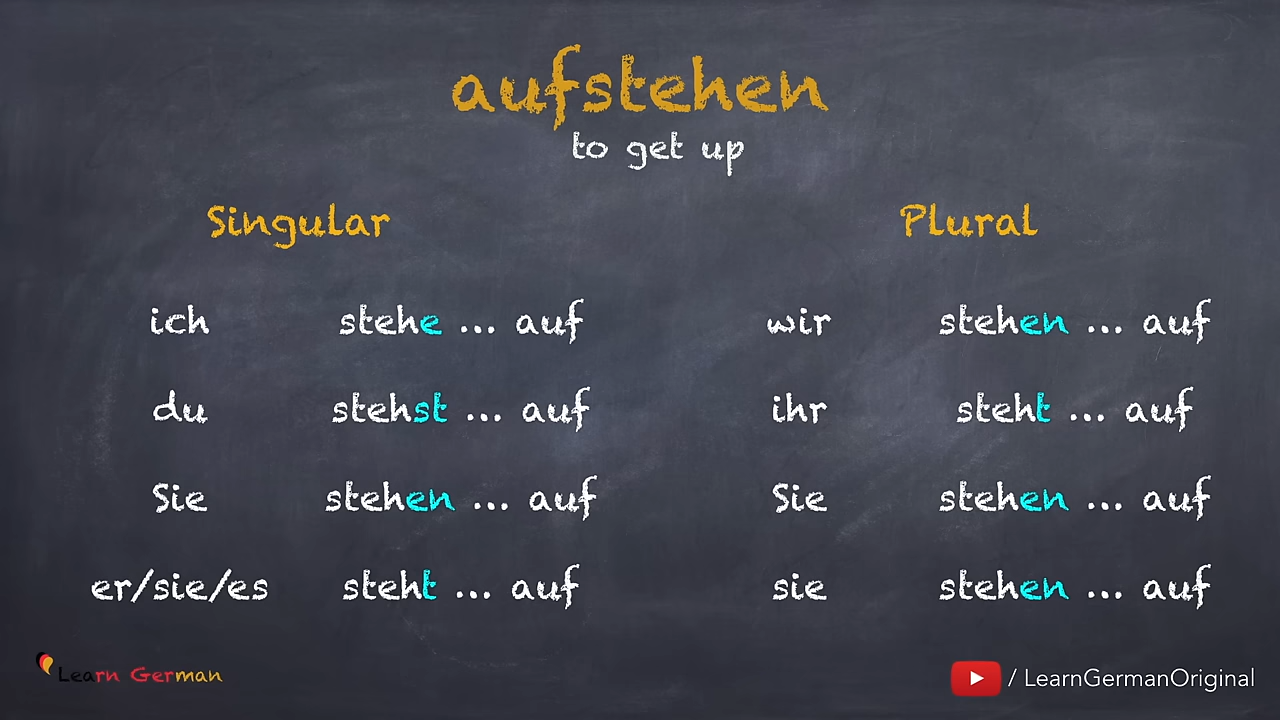 aufstehen
to get up
Singular Plural
ich stehe ... auf wir stehen ... auf
du stehst ... auf ihr steht ... auf
Sie stehen ... auf Sie stehen ... auf
er/sie/es steht ... auf sie stehen ... auf
Learn German / LearnGermanOriginal